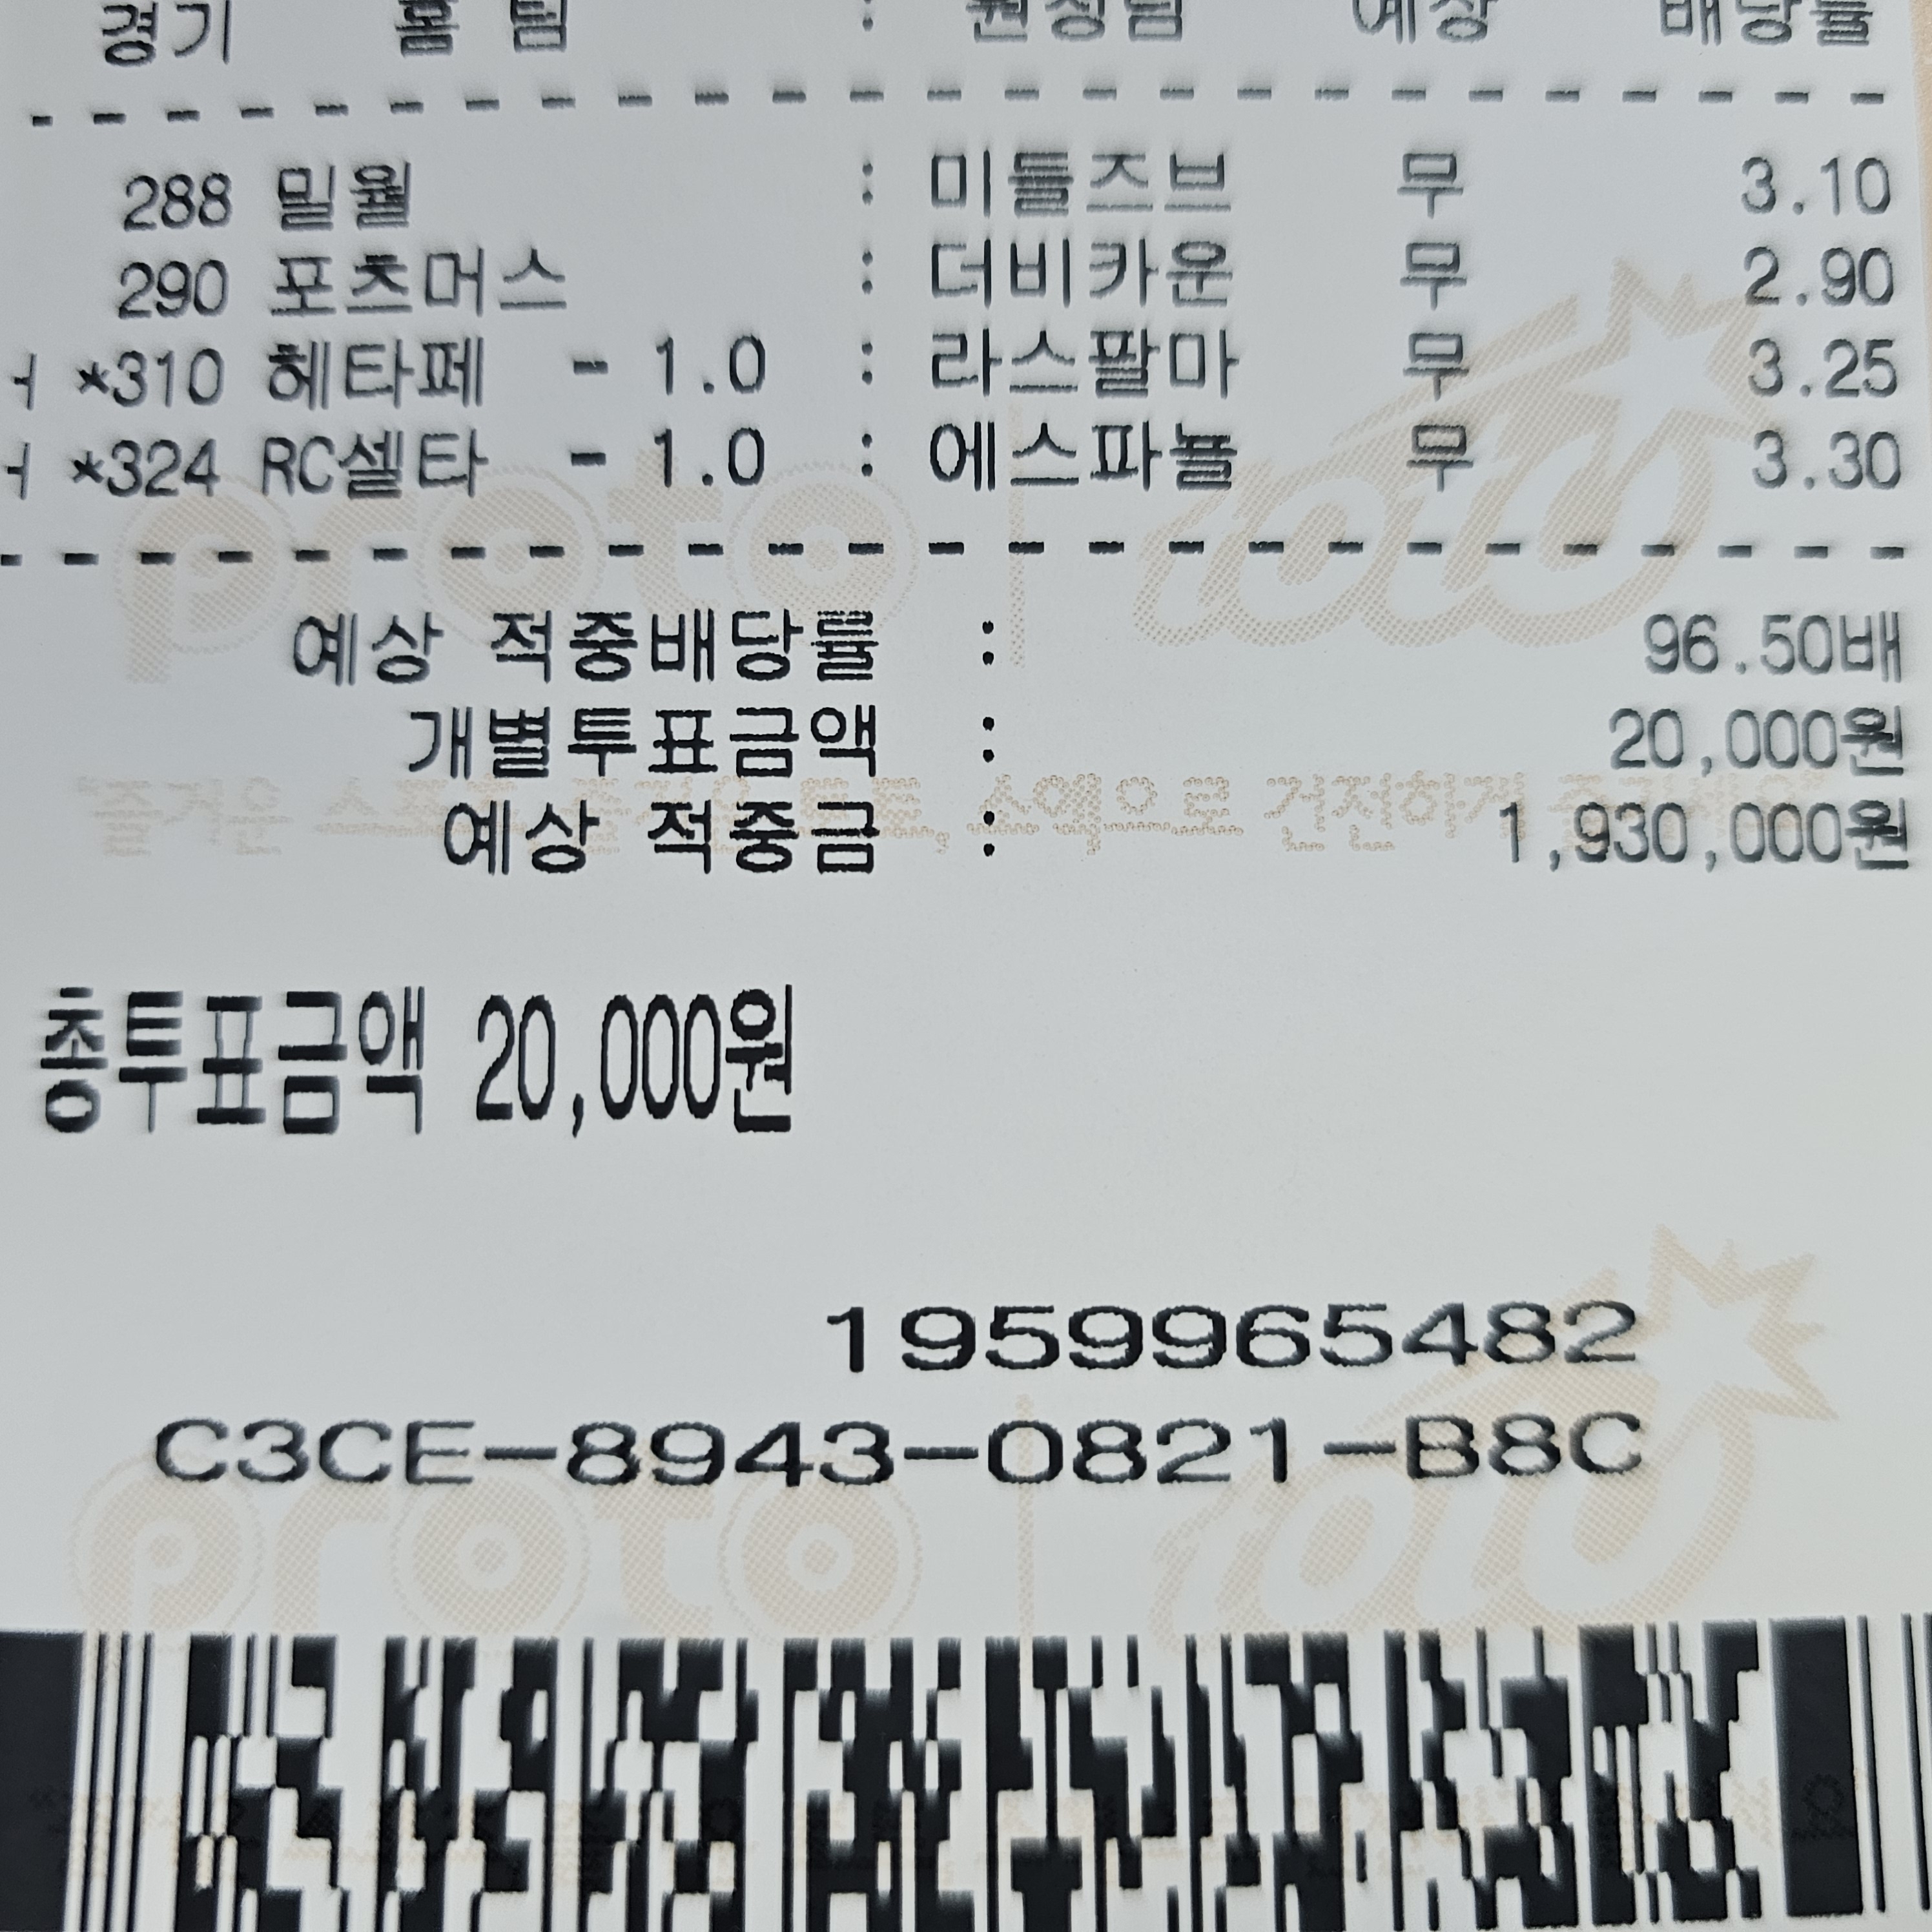 경기 홈 팀 : 원정팀 예상 배당률
288 밀월 : 미들즈브 무 3.10
290 포츠머스 : 더비카운 무 2.90
*310 헤타페 - 1.0 : 라스팔마 무 3.25
*324 RC셀타 - 1.0 : 에스파뇰 무 3.30
proto toto
예상 적중배당률 : 96.50배
개별투표금액 : 20,000원
예상 적중금 : 1,930,000원
총투표금액 20,000원
1959965482
C3CE-8943-0821-B8C
proto toto